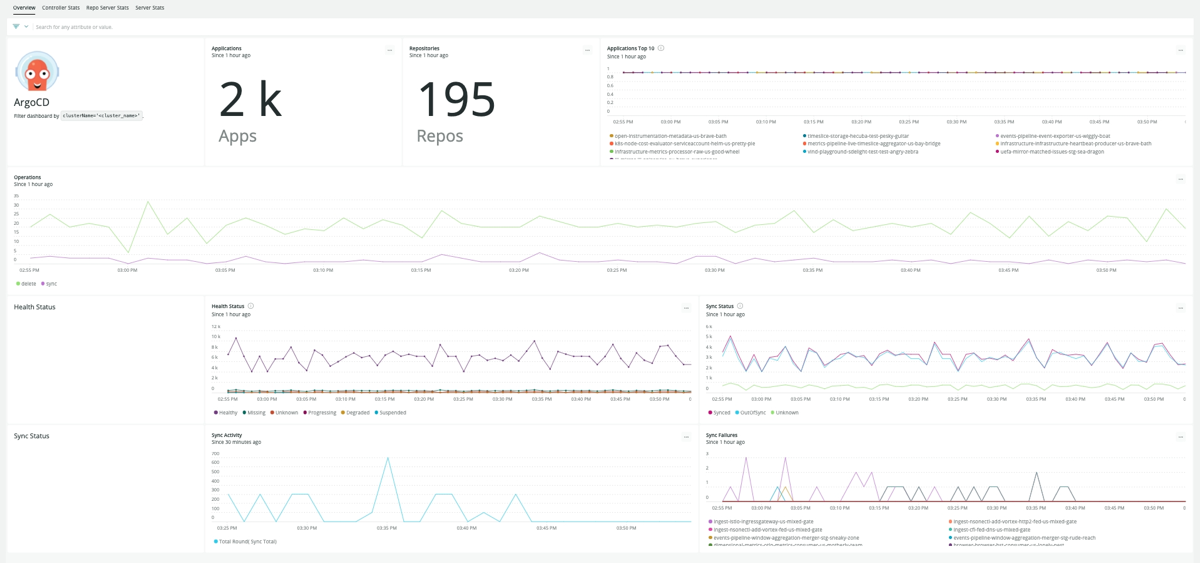 Overview Controller Stats Repo Server Stats Server Stats
Search for any attribute or value.
ArgoCD
Filter dashboard by clusterName='<cluster_name>'.
Applications
Since 1 hour ago
2 k
Apps
Repositories
Since 1 hour ago
195
Repos
Applications Top 10
Since 1 hour ago
1
0.8
0.6
0.4
0.2
0
02:55 PM 03:00 PM 03:05 PM 03:10 PM 03:15 PM 03:20 PM 03:25 PM 03:30 PM 03:35 PM 03:40 PM 03:45 PM 03:50 PM
open-instrumentation-metadata-us-brave-bath
timeslice-storage-hecuba-test-pesky-guitar
events-pipeline-event-exporter-us-wiggly-boat
k8s-node-cost-evaluator-serviceaccount-helm-us-pretty-pie
metrics-pipeline-live-timeslice-aggregator-us-bay-bridge
infrastructure-infrastructure-heartbeat-producer-us-brave-bath
infrastructure-metrics-processor-raw-us-good-wheel
vind-playground-sdelight-test-test-angry-zebra
uefa-mirror-matched-issues-stg-sea-dragon
Operations
Since 1 hour ago
35
30
25
20
15
10
5
0
02:55 PM 03:00 PM 03:05 PM 03:10 PM 03:15 PM 03:20 PM 03:25 PM 03:30 PM 03:35 PM 03:40 PM 03:45 PM 03:50 PM
delete sync
Health Status
Health Status
Since 1 hour ago
12 k
10 k
8 k
6 k
4 k
2 k
0
02:55 PM 03:00 PM 03:05 PM 03:10 PM 03:15 PM 03:20 PM 03:25 PM 03:30 PM 03:35 PM 03:40 PM 03:45 PM 03:50 PM
Healthy Missing Unknown Progressing Degraded Suspended
Sync Status
Since 1 hour ago
6 k
5 k
4 k
3 k
2 k
1 k
0
02:55 PM 03:00 PM 03:05 PM 03:10 PM 03:15 PM 03:20 PM 03:25 PM 03:30 PM 03:35 PM 03:40 PM 03:45 PM 03:50 PM
Synced OutOfSync Unknown
Sync Status
Sync Activity
Since 30 minutes ago
700
600
500
400
300
200
100
0
03:25 PM 03:30 PM 03:35 PM 03:40 PM 03:45 PM 03:50 PM
Total Round( Sync Total)
Sync Failures
Since 1 hour ago
3
2
1
0
02:55 PM 03:00 PM 03:05 PM 03:10 PM 03:15 PM 03:20 PM 03:25 PM 03:30 PM 03:35 PM 03:40 PM 03:45 PM 03:50 PM
ingest-istio-ingressgateway-us-mixed-gate
ingest-nsonectl-add-vortex-http2-fed-us-mixed-gate
ingest-nsonectl-add-vortex-fed-us-mixed-gate
ingest-cf-fed-dns-us-mixed-gate
events-pipeline-window-aggregation-merger-stg-sneaky-zone
events-pipeline-window-aggregation-merger-stg-rude-reach